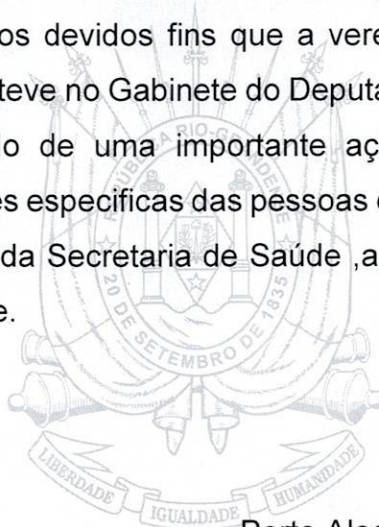 os devidos fins que a vere
teve no Gabinete do Deputa
o de uma importante aç
es especificas das pessoas
da Secretaria de Saúde ,a
e.
REPÚBLICA RIO-GRANDENSE
20 DE SETEMBRO DE 1835
LIBERDADE IGUALDADE HUMANIDADE
Porto Aleg